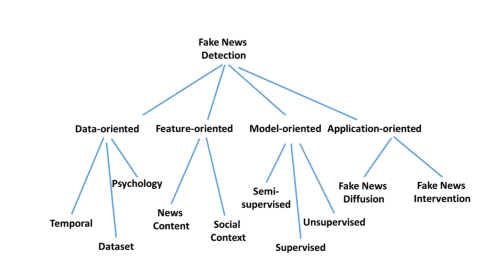 Fake News
Detection
Data-oriented
Feature-oriented
Model-oriented
Application-oriented
Psychology
Temporal
Dataset
News
Content
Social
Context
Semi-
supervised
Supervised
Unsupervised
Fake News
Diffusion
Fake News
Intervention